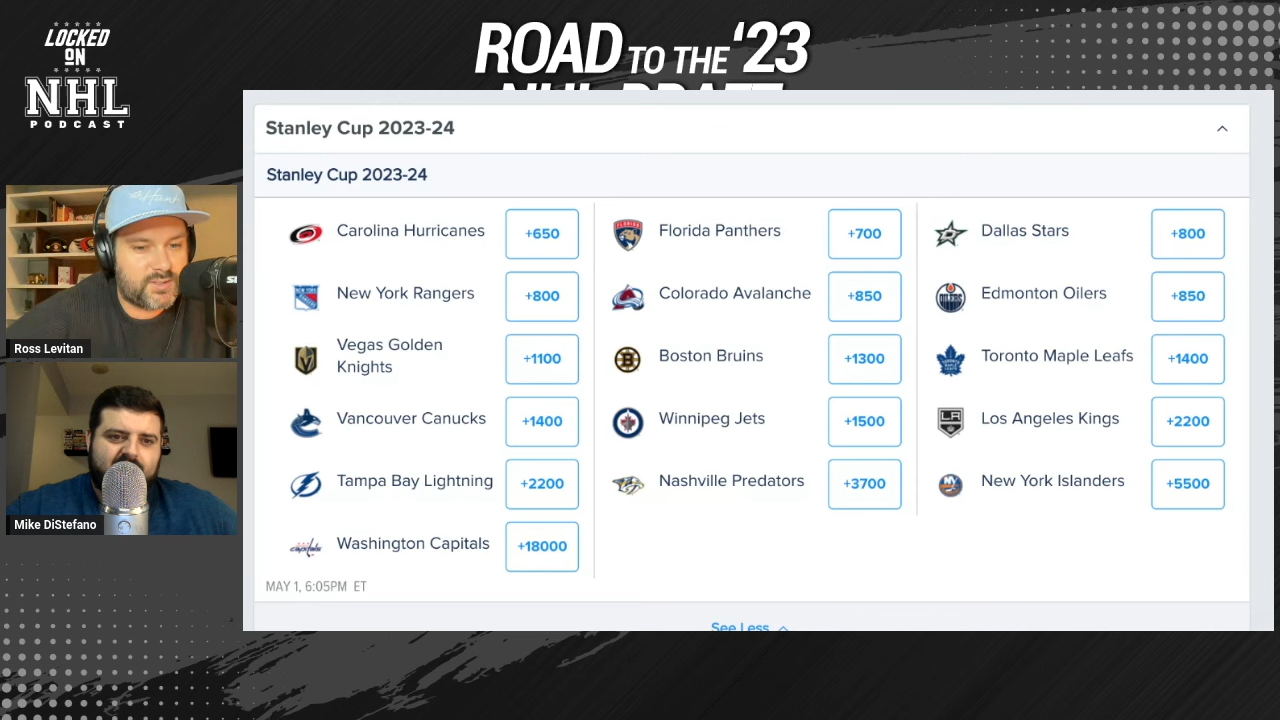 LOCKED
ON
NHL
PODCAST
ROAD TO THE ‘23
NHL DRAFT
Stanley Cup 2023-24
Stanley Cup 2023-24
Carolina Hurricanes +650
Florida Panthers +700
Dallas Stars +800
New York Rangers +800
Colorado Avalanche +850
Edmonton Oilers +850
Vegas Golden
Knights +1100
Boston Bruins +1300
Toronto Maple Leafs +1400
Vancouver Canucks +1400
Winnipeg Jets +1500
Los Angeles Kings +2200
Tampa Bay Lightning +2200
Nashville Predators +3700
New York Islanders +5500
Washington Capitals +18000
MAY 1, 6:05PM ET
See Less
Ross Levitan
Mike DiStefano